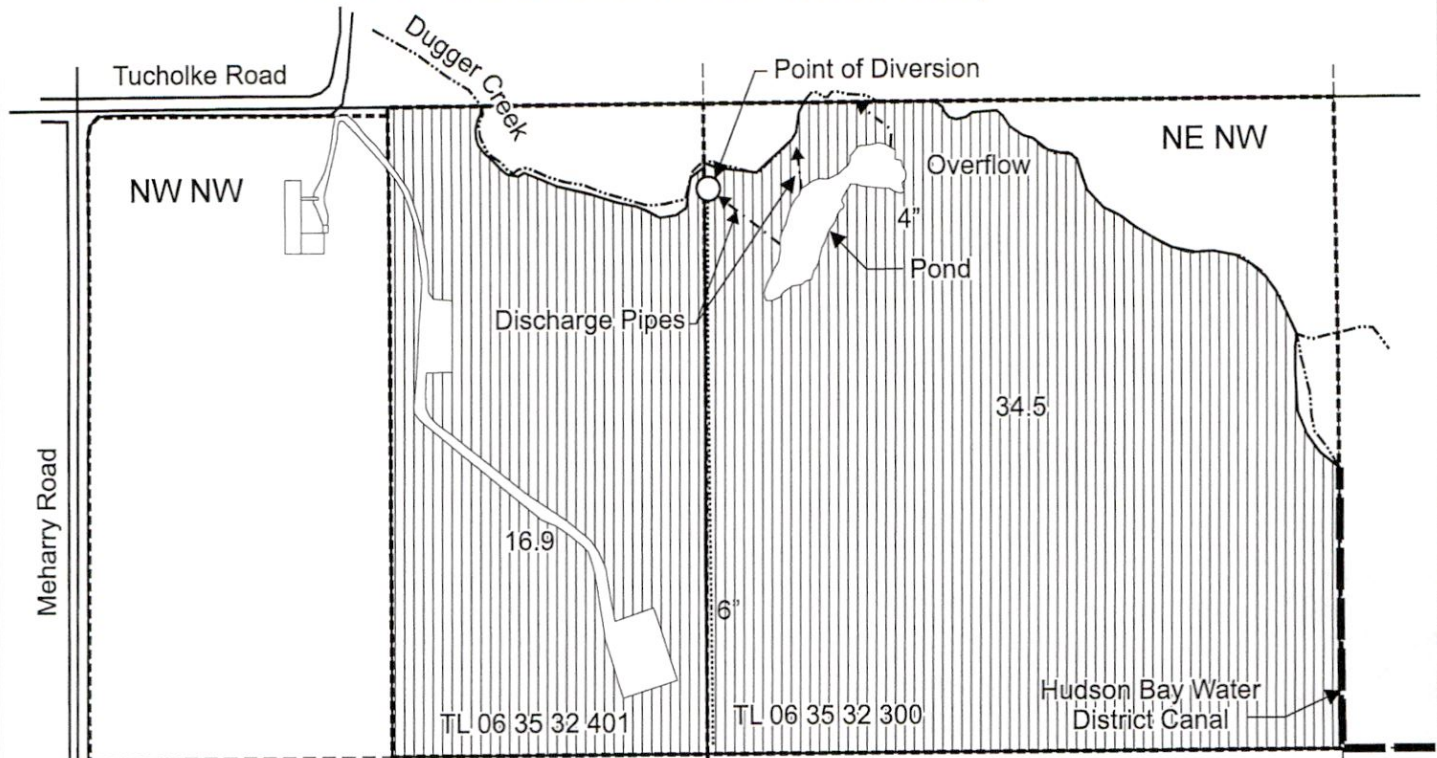 Tucholke Road
Dugger Creek
Point of Diversion
NW NW
NE NW
Overflow
4"
Pond
Discharge Pipes
34.5
Meharry Road
16.9
6"
Hudson Bay Water
District Canal
TL 06 35 32 401
TL 06 35 32 300